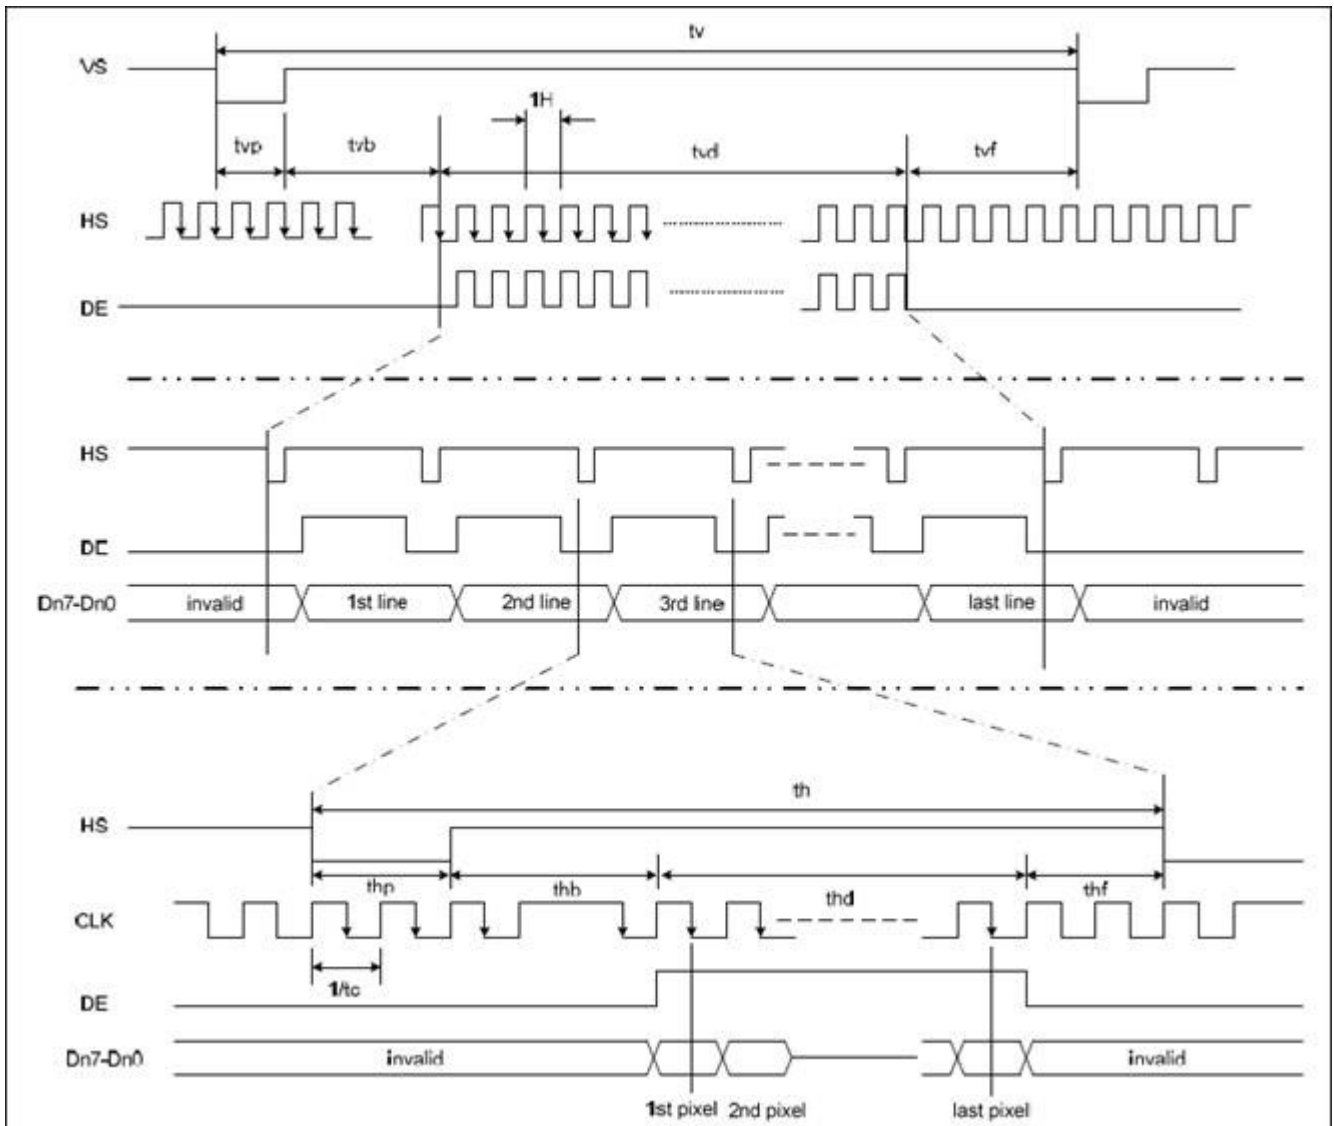 tv
VS
1H
tvp tvb tvd tvf
HS
DE
HS
DE
Dn7-Dn0 invalid 1st line 2nd line 3rd line last line invalid
th
HS
thp thb thd thf
CLK
1/tc
DE
Dn7-Dn0 invalid invalid
1st pixel 2nd pixel last pixel